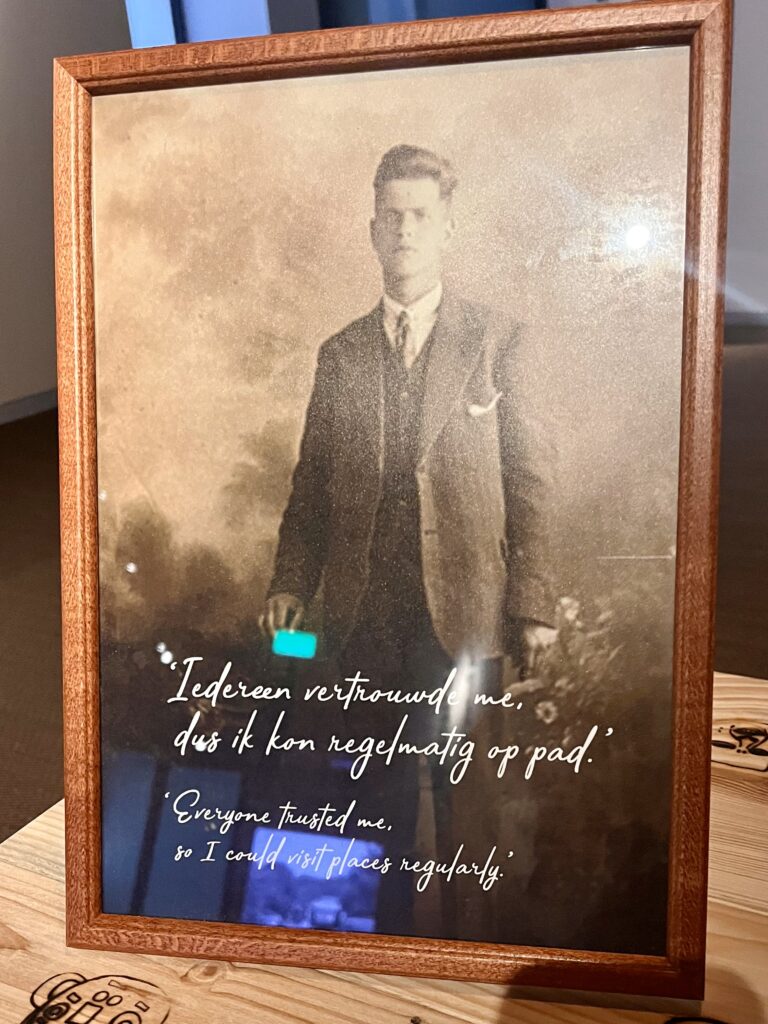 ‘Iedereen vertrouwde me,
dus ik kon regelmatig op pad.’
‘Everyone trusted me,
so I could visit places regularly.’